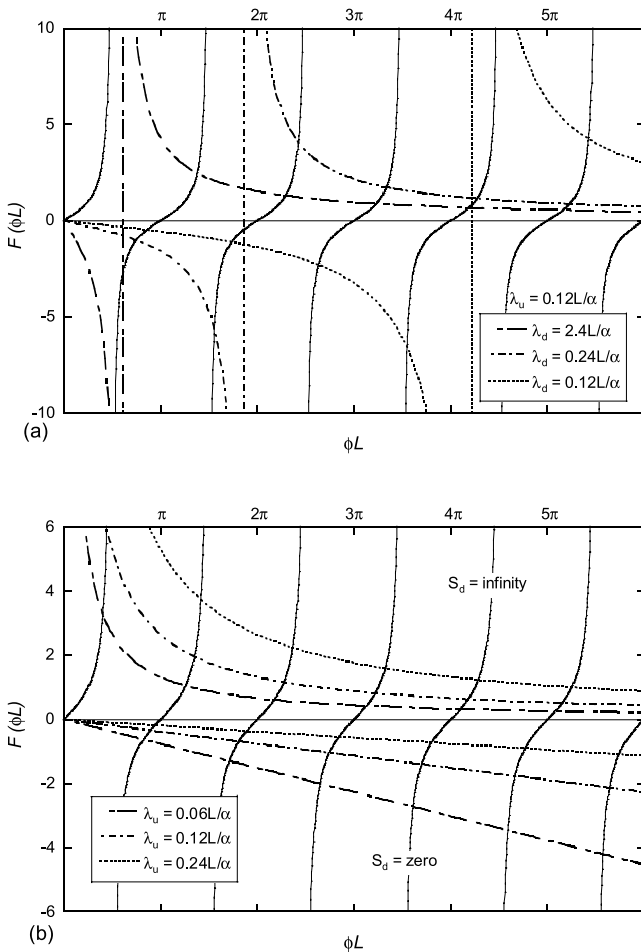 π 2π 3π 4π 5π
10
5
0
-5
-10
F (ϕL)
λu = 0.12L/α
λd = 2.4L/α
λd = 0.24L/α
λd = 0.12L/α
(a)
ϕL
π 2π 3π 4π 5π
6
4
2
0
-2
-4
-6
F (ϕL)
Sd = infinity
λu = 0.06L/α
λu = 0.12L/α
λu = 0.24L/α
Sd = zero
(b)
ϕL